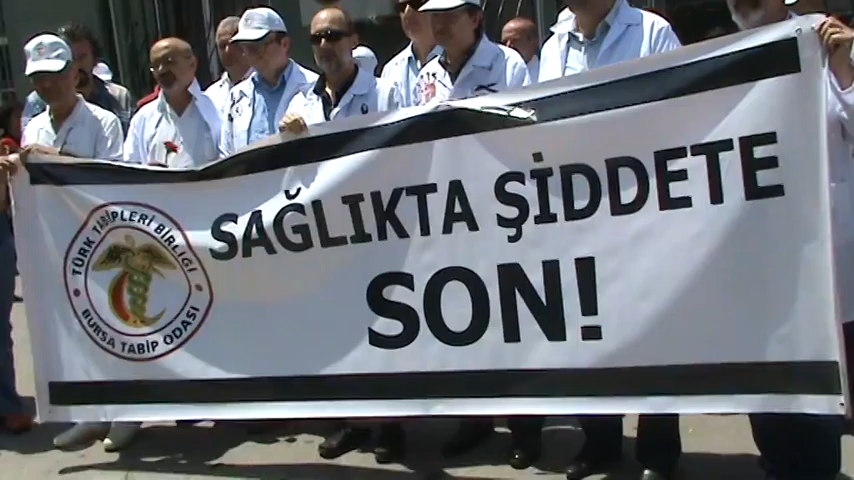 SAĞLIKTA ŞİDDETE
SON!
TÜRK TABİPLERİ BİRLİĞİ
BURSA TABİP ODASI